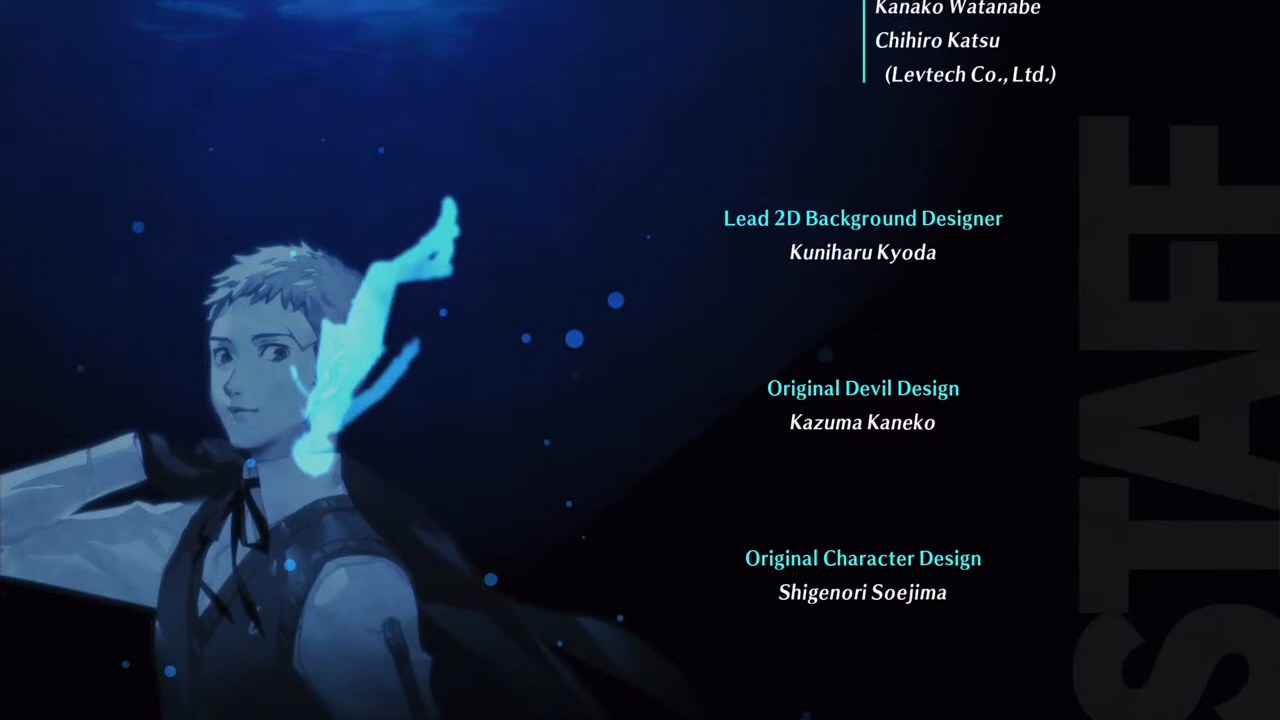 Kanako Watanabe
Chihiro Katsu
(Levtech Co., Ltd.)
Lead 2D Background Designer
Kuniharu Kyoda
Original Devil Design
Kazuma Kaneko
Original Character Design
Shigenori Soejima
STAFF